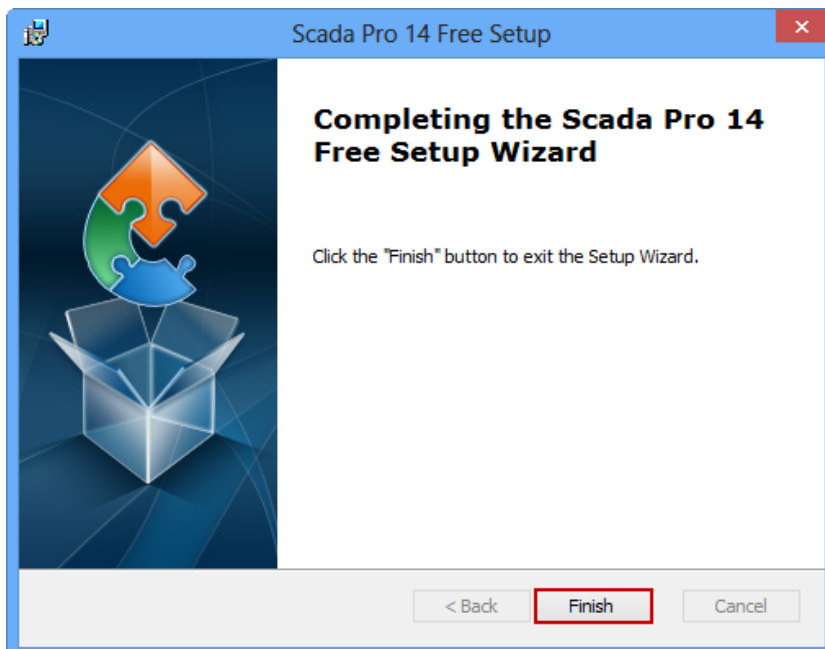 Scada Pro 14 Free Setup
Completing the Scada Pro 14
Free Setup Wizard
Click the "Finish" button to exit the Setup Wizard.
< Back Finish Cancel